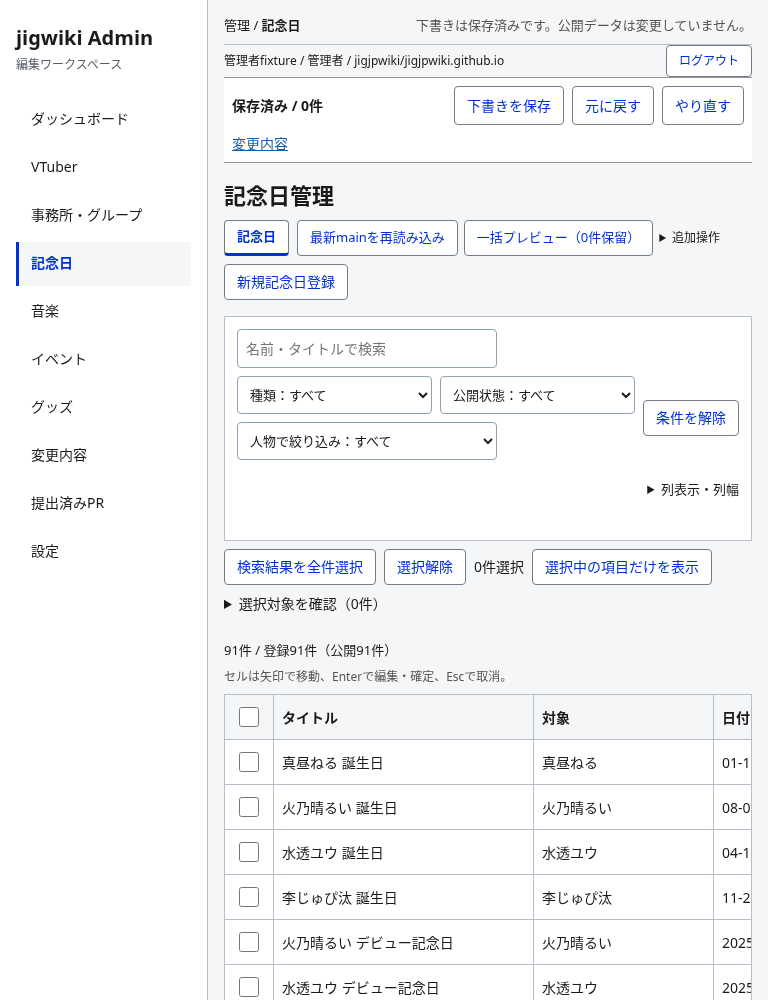 jigwiki Admin
編集ワークスペース
ダッシュボード
VTuber
事務所・グループ
記念日
音楽
イベント
グッズ
変更内容
提出済みPR
設定
管理 / 記念日
下書きは保存済みです。公開データは変更していません。
管理者fixture / 管理者 / jigjpwiki/jigjpwiki.github.io
ログアウト
保存済み / 0件
下書きを保存
元に戻す
やり直す
変更内容
記念日管理
記念日
最新mainを再読み込み
一括プレビュー（0件保留）
▶ 追加操作
新規記念日登録
名前・タイトルで検索
種類：すべて
公開状態：すべて
人物で絞り込み：すべて
条件を解除
▶ 列表示・列幅
検索結果を全件選択
選択解除
0件選択
選択中の項目だけを表示
▶ 選択対象を確認（0件）
91件 / 登録91件（公開91件）
セルは矢印で移動、Enterで編集・確定、Escで取消。
タイトル 対象 日付
真昼ねる 誕生日 真昼ねる 01-1
火乃晴るい 誕生日 火乃晴るい 08-0
水透ユウ 誕生日 水透ユウ 04-1
李じゅぴ汰 誕生日 李じゅぴ汰 11-2
火乃晴るい デビュー記念日 火乃晴るい 2025
水透ユウ デビュー記念日 水透ユウ 2025